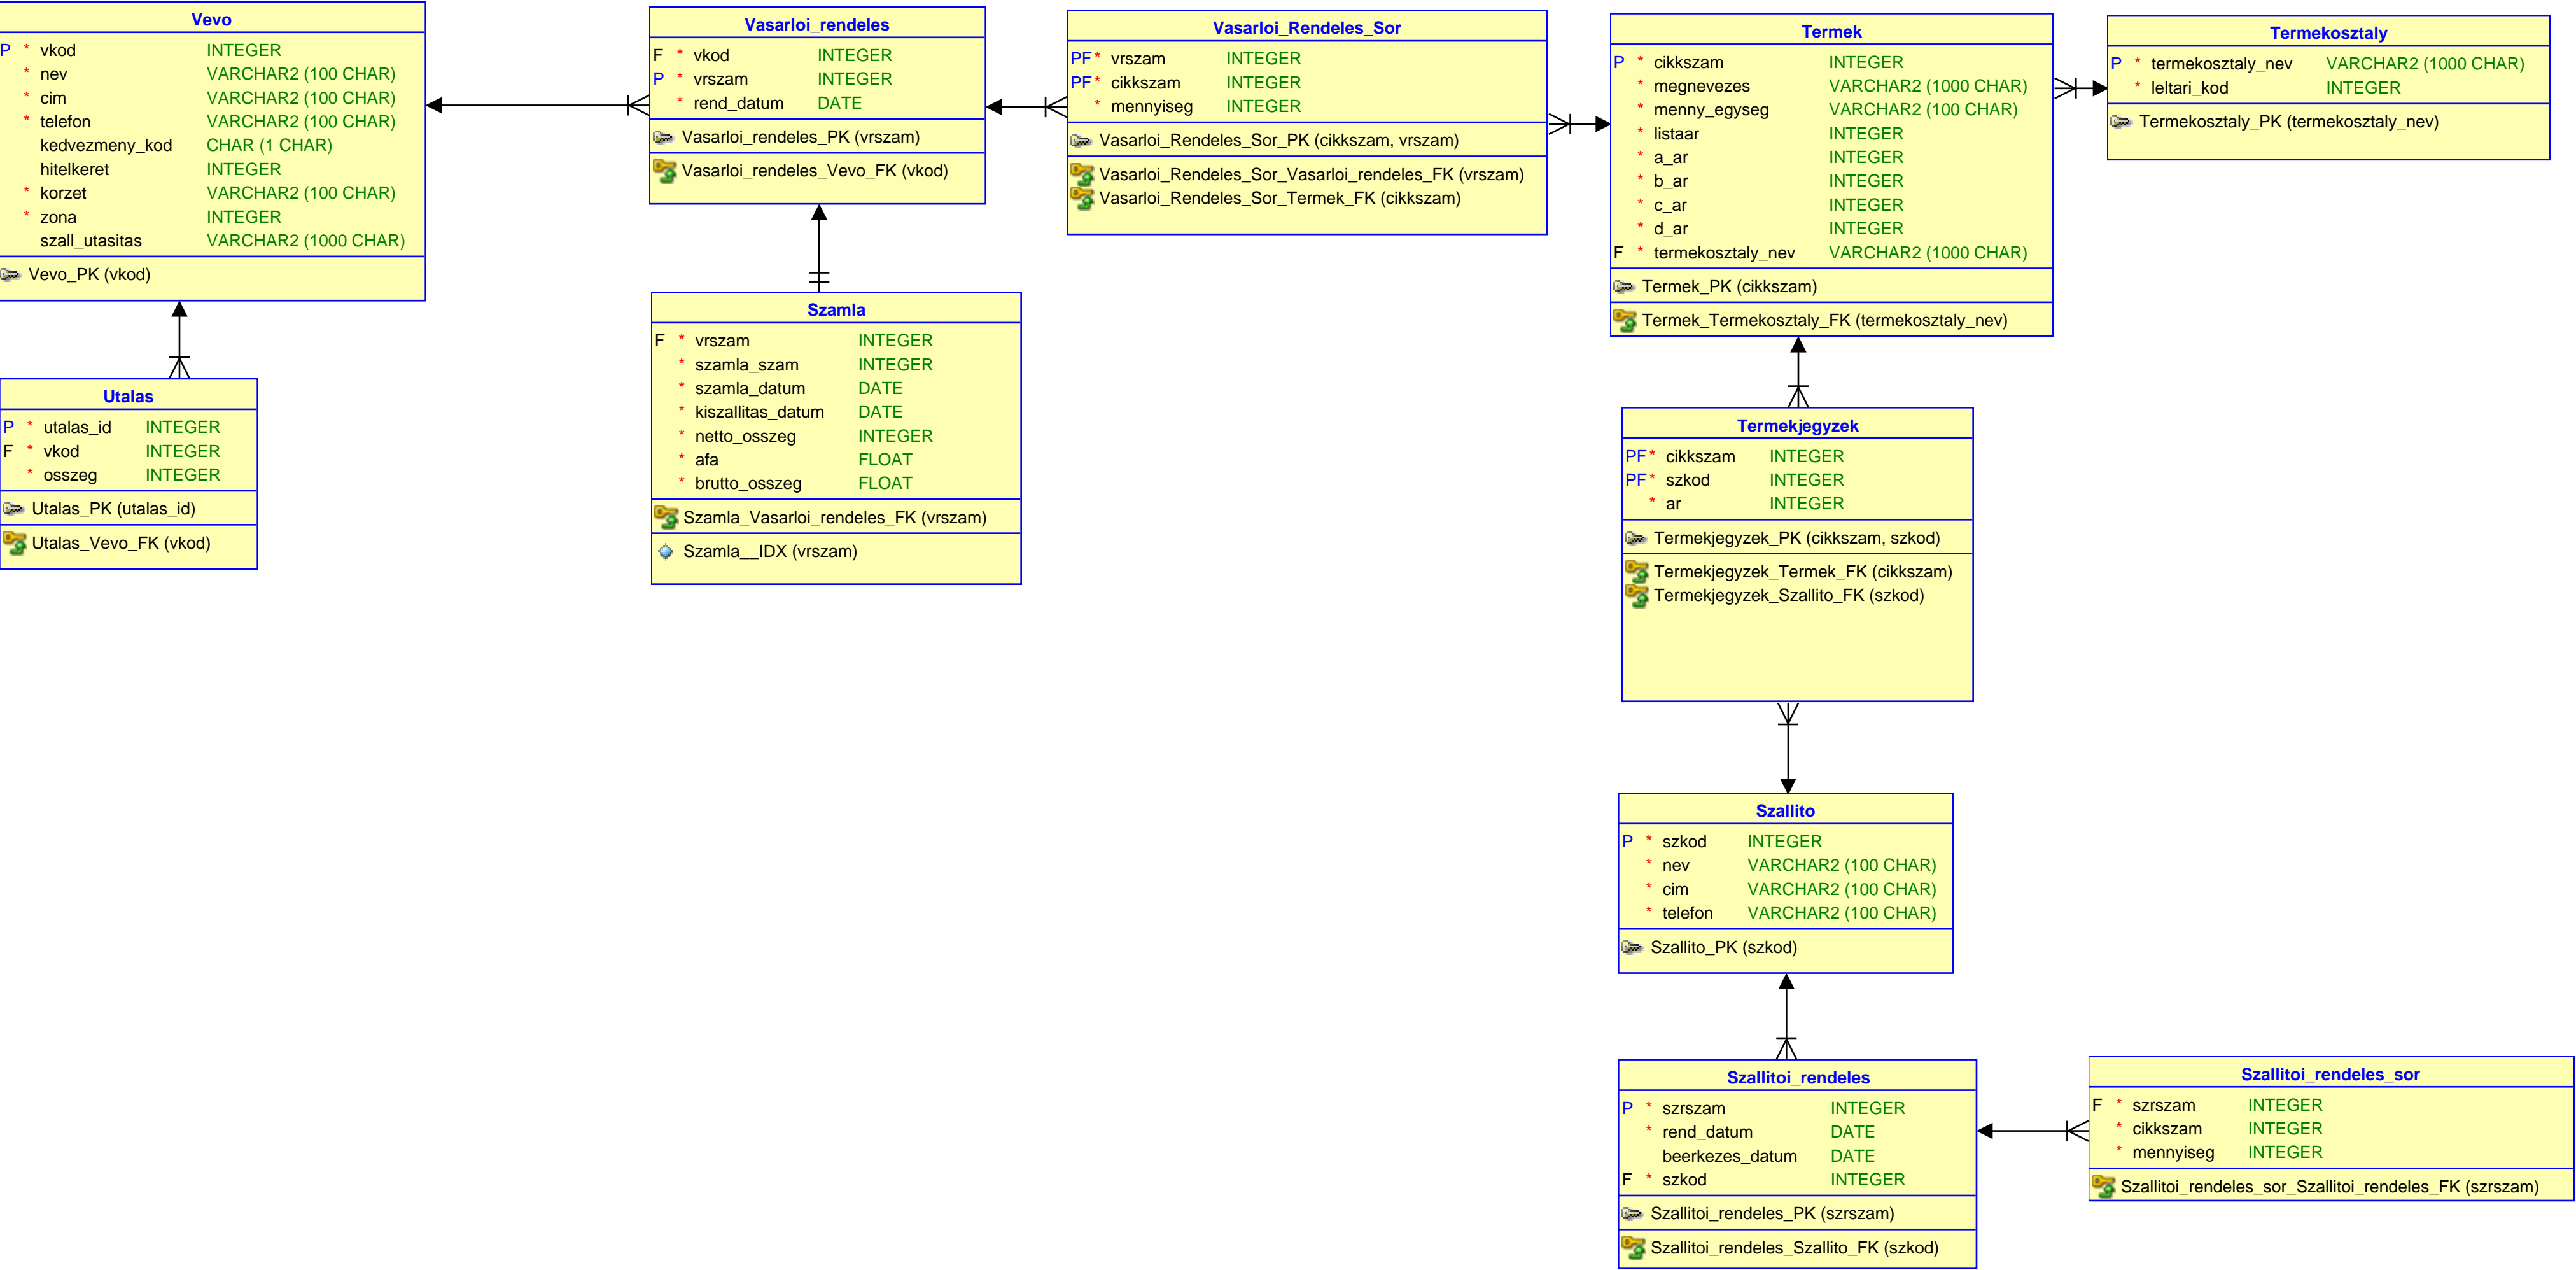 Vevo
P * vkod INTEGER
* nev VARCHAR2 (100 CHAR)
* cim VARCHAR2 (100 CHAR)
* telefon VARCHAR2 (100 CHAR)
kedvezmeny_kod CHAR (1 CHAR)
hitelkeret INTEGER
* korzet VARCHAR2 (100 CHAR)
* zona INTEGER
szall_utasitas VARCHAR2 (1000 CHAR)
Vevo_PK (vkod)
Utalas
P * utalas_id INTEGER
F * vkod INTEGER
* osszeg INTEGER
Utalas_PK (utalas_id)
Utalas_Vevo_FK (vkod)
Vasarloi_rendeles
F * vkod INTEGER
P * vrszam INTEGER
* rend_datum DATE
Vasarloi_rendeles_PK (vrszam)
Vasarloi_rendeles_Vevo_FK (vkod)
Szamla
F * vrszam INTEGER
* szamla_szam INTEGER
* szamla_datum DATE
* kiszallitas_datum DATE
* netto_osszeg INTEGER
* afa FLOAT
* brutto_osszeg FLOAT
Szamla_Vasarloi_rendeles_FK (vrszam)
Szamla__IDX (vrszam)
Vasarloi_Rendeles_Sor
PF* vrszam INTEGER
PF* cikkszam INTEGER
* mennyiseg INTEGER
Vasarloi_Rendeles_Sor_PK (cikkszam, vrszam)
Vasarloi_Rendeles_Sor_Vasarloi_rendeles_FK (vrszam)
Vasarloi_Rendeles_Sor_Termek_FK (cikkszam)
Termek
P * cikkszam INTEGER
* megnevezes VARCHAR2 (1000 CHAR)
* menny_egyseg VARCHAR2 (100 CHAR)
* listaar INTEGER
* a_ar INTEGER
* b_ar INTEGER
* c_ar INTEGER
* d_ar INTEGER
F * termekosztaly_nev VARCHAR2 (1000 CHAR)
Termek_PK (cikkszam)
Termek_Termekosztaly_FK (termekosztaly_nev)
Termekosztaly
P * termekosztaly_nev VARCHAR2 (1000 CHAR)
* leltari_kod INTEGER
Termekosztaly_PK (termekosztaly_nev)
Termekjegyzek
PF* cikkszam INTEGER
PF* szkod INTEGER
* ar INTEGER
Termekjegyzek_PK (cikkszam, szkod)
Termekjegyzek_Termek_FK (cikkszam)
Termekjegyzek_Szallito_FK (szkod)
Szallito
P * szkod INTEGER
* nev VARCHAR2 (100 CHAR)
* cim VARCHAR2 (100 CHAR)
* telefon VARCHAR2 (100 CHAR)
Szallito_PK (szkod)
Szallitoi_rendeles
P * szrszam INTEGER
* rend_datum DATE
beerkezes_datum DATE
F * szkod INTEGER
Szallitoi_rendeles_PK (szrszam)
Szallitoi_rendeles_Szallito_FK (szkod)
Szallitoi_rendeles_sor
F * szrszam INTEGER
* cikkszam INTEGER
* mennyiseg INTEGER
Szallitoi_rendeles_sor_Szallitoi_rendeles_FK (szrszam)